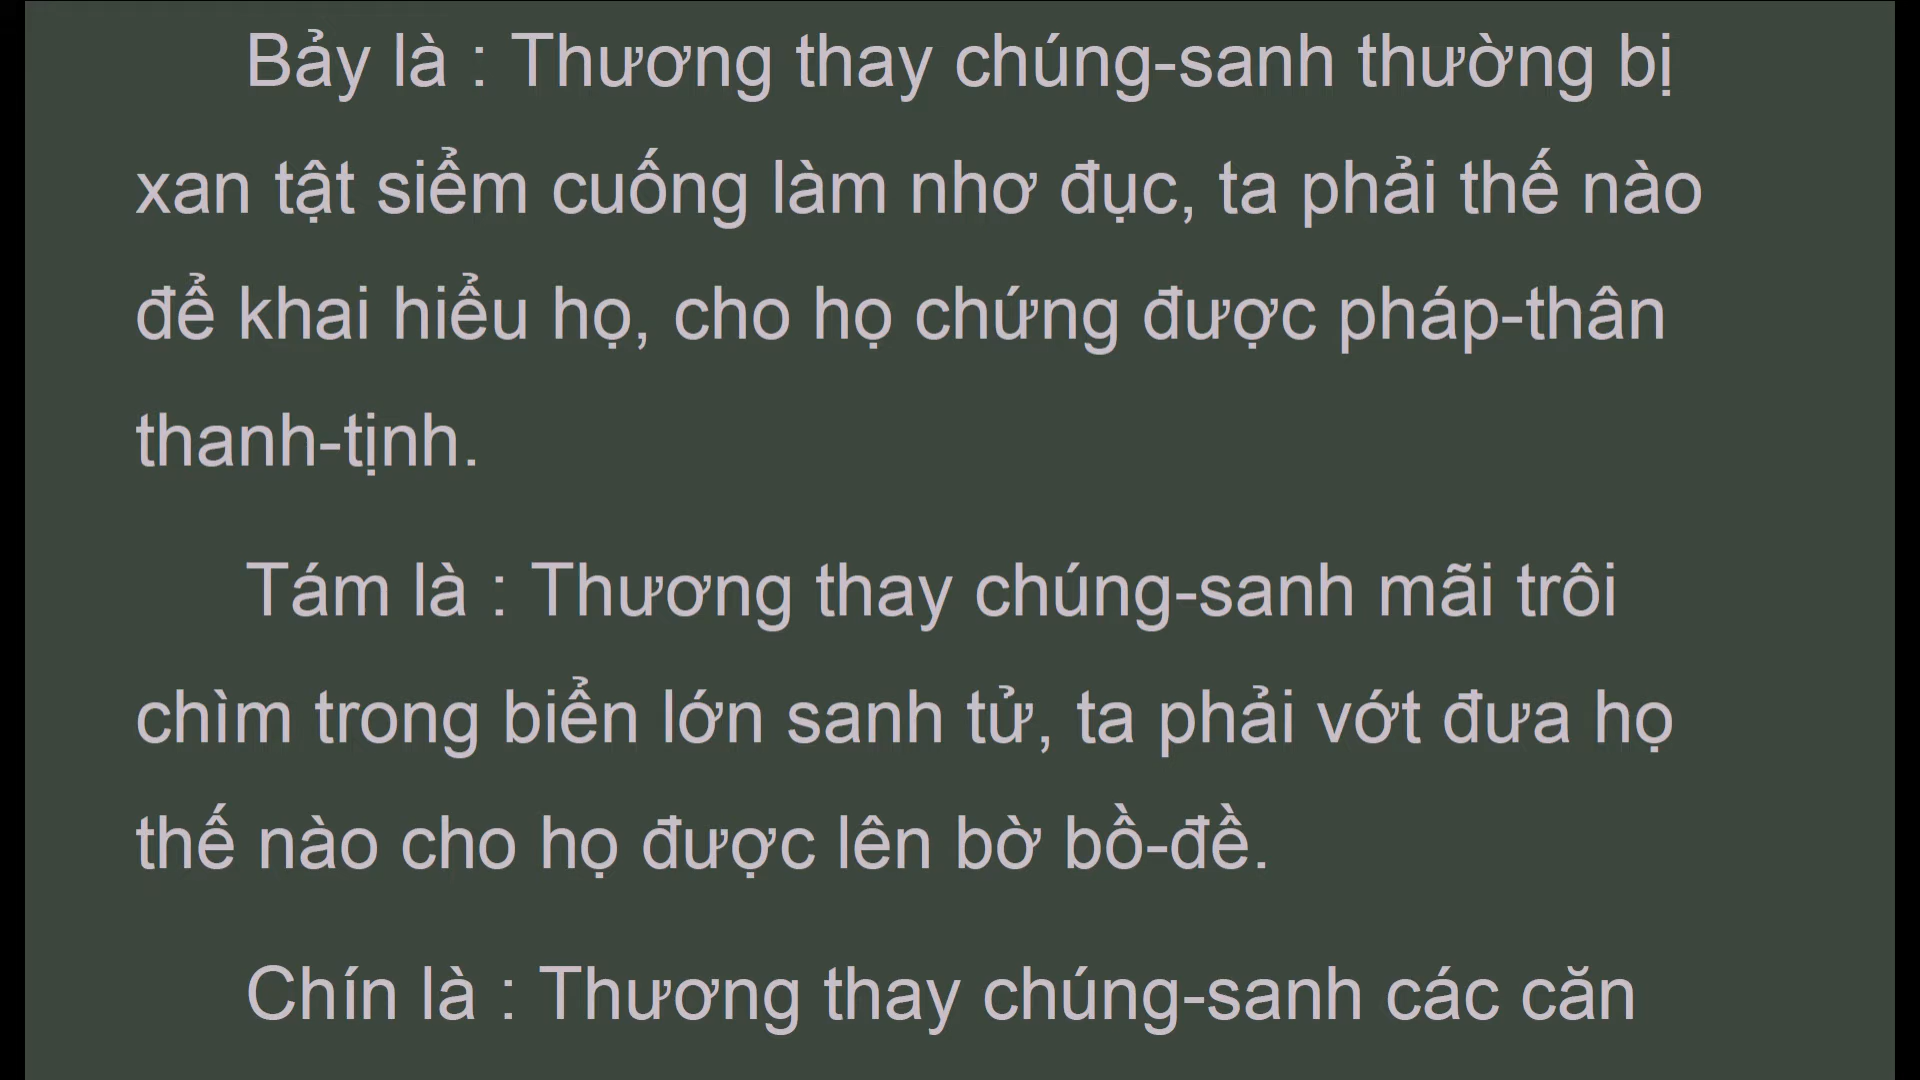 Bảy là : Thương thay chúng-sanh thường bị
xan tật siểm cuống làm nhơ đục, ta phải thế nào
để khai hiểu họ, cho họ chứng được pháp-thân
thanh-tịnh.
Tám là : Thương thay chúng-sanh mãi trôi
chìm trong biển lớn sanh tử, ta phải vớt đưa họ
thế nào cho họ được lên bờ bồ-đề.
Chín là : Thương thay chúng-sanh các căn